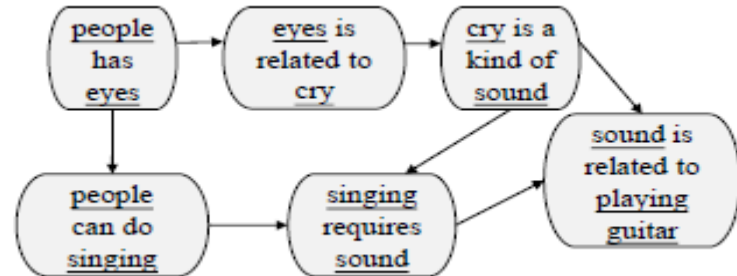 people
has
eyes
eyes is
related to
cry
cry is a
kind of
sound
sound is
related to
playing
guitar
people
can do
singing
singing
requires
sound